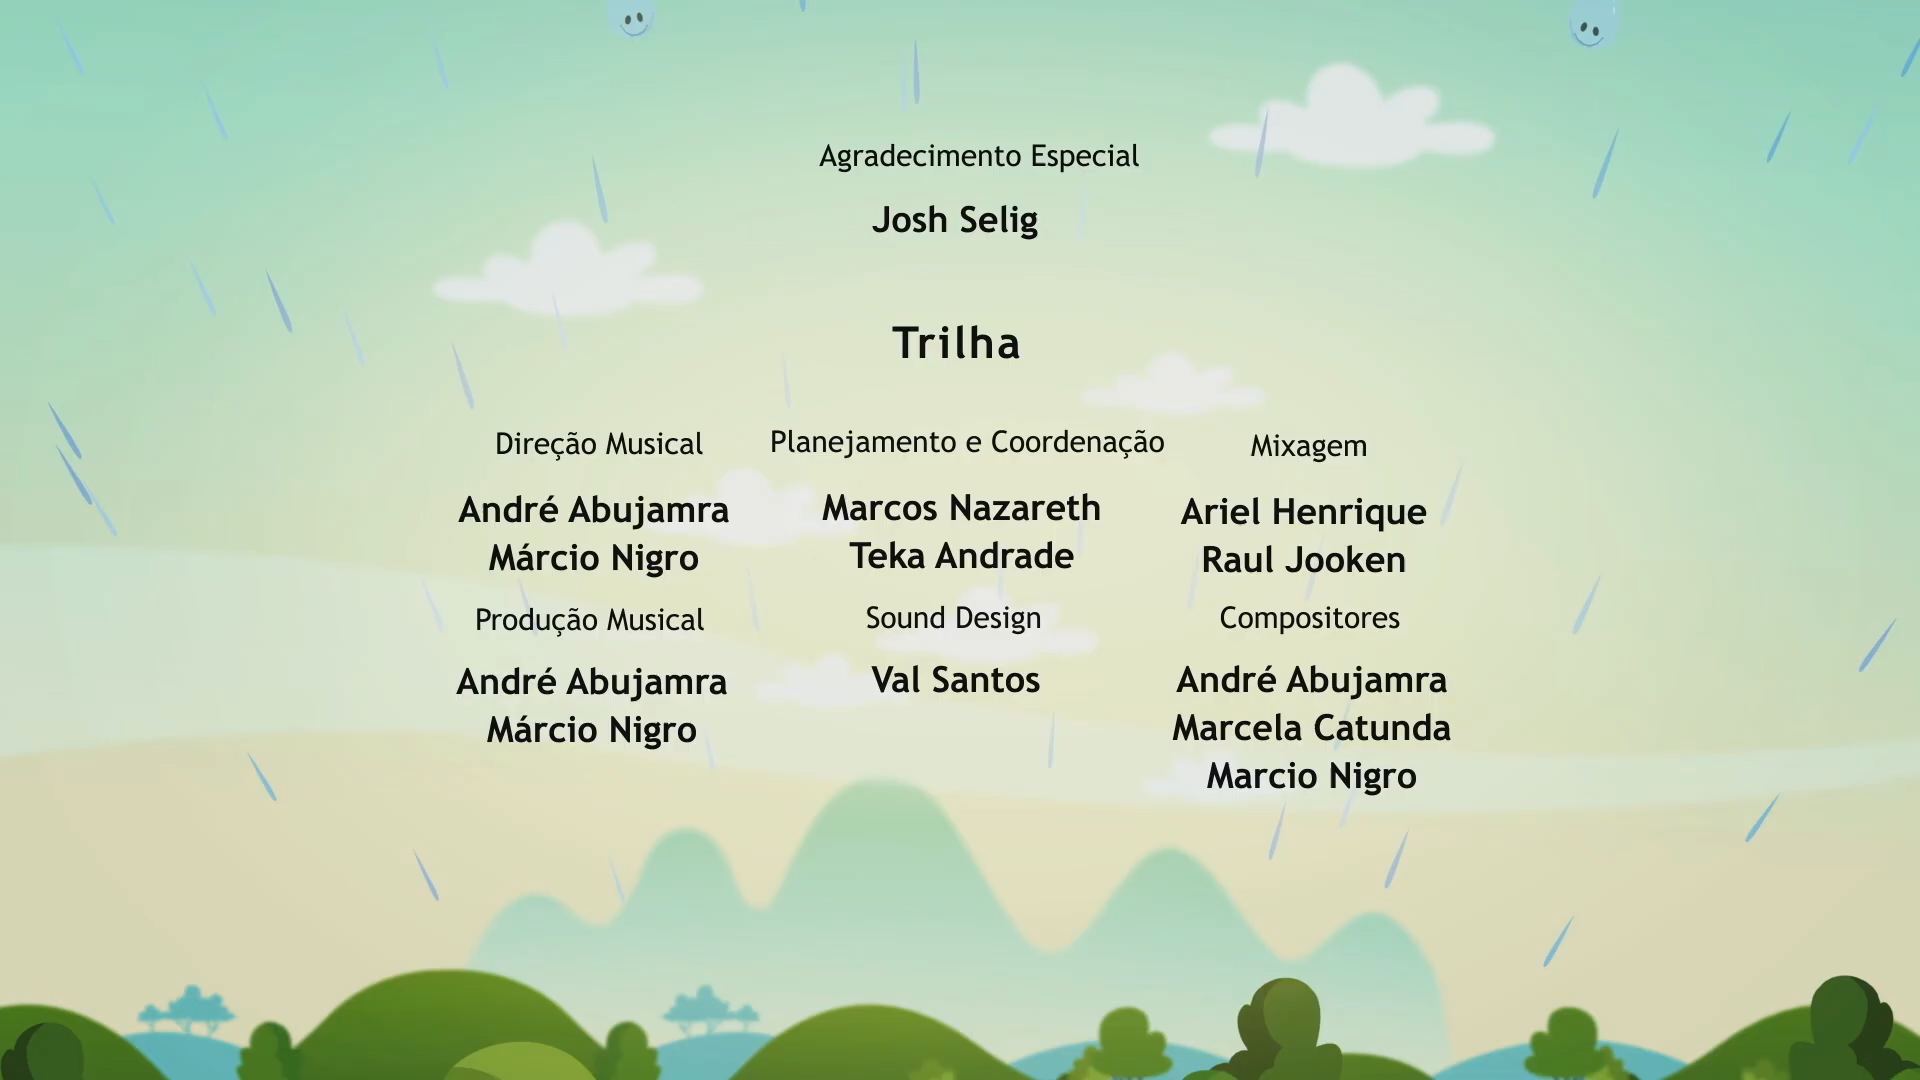 Agradecimento Especial
Josh Selig
Trilha
Direção Musical
André Abujamra
Márcio Nigro
Planejamento e Coordenação
Marcos Nazareth
Teka Andrade
Mixagem
Ariel Henrique
Raul Jooken
Produção Musical
André Abujamra
Márcio Nigro
Sound Design
Val Santos
Compositores
André Abujamra
Marcela Catunda
Marcio Nigro